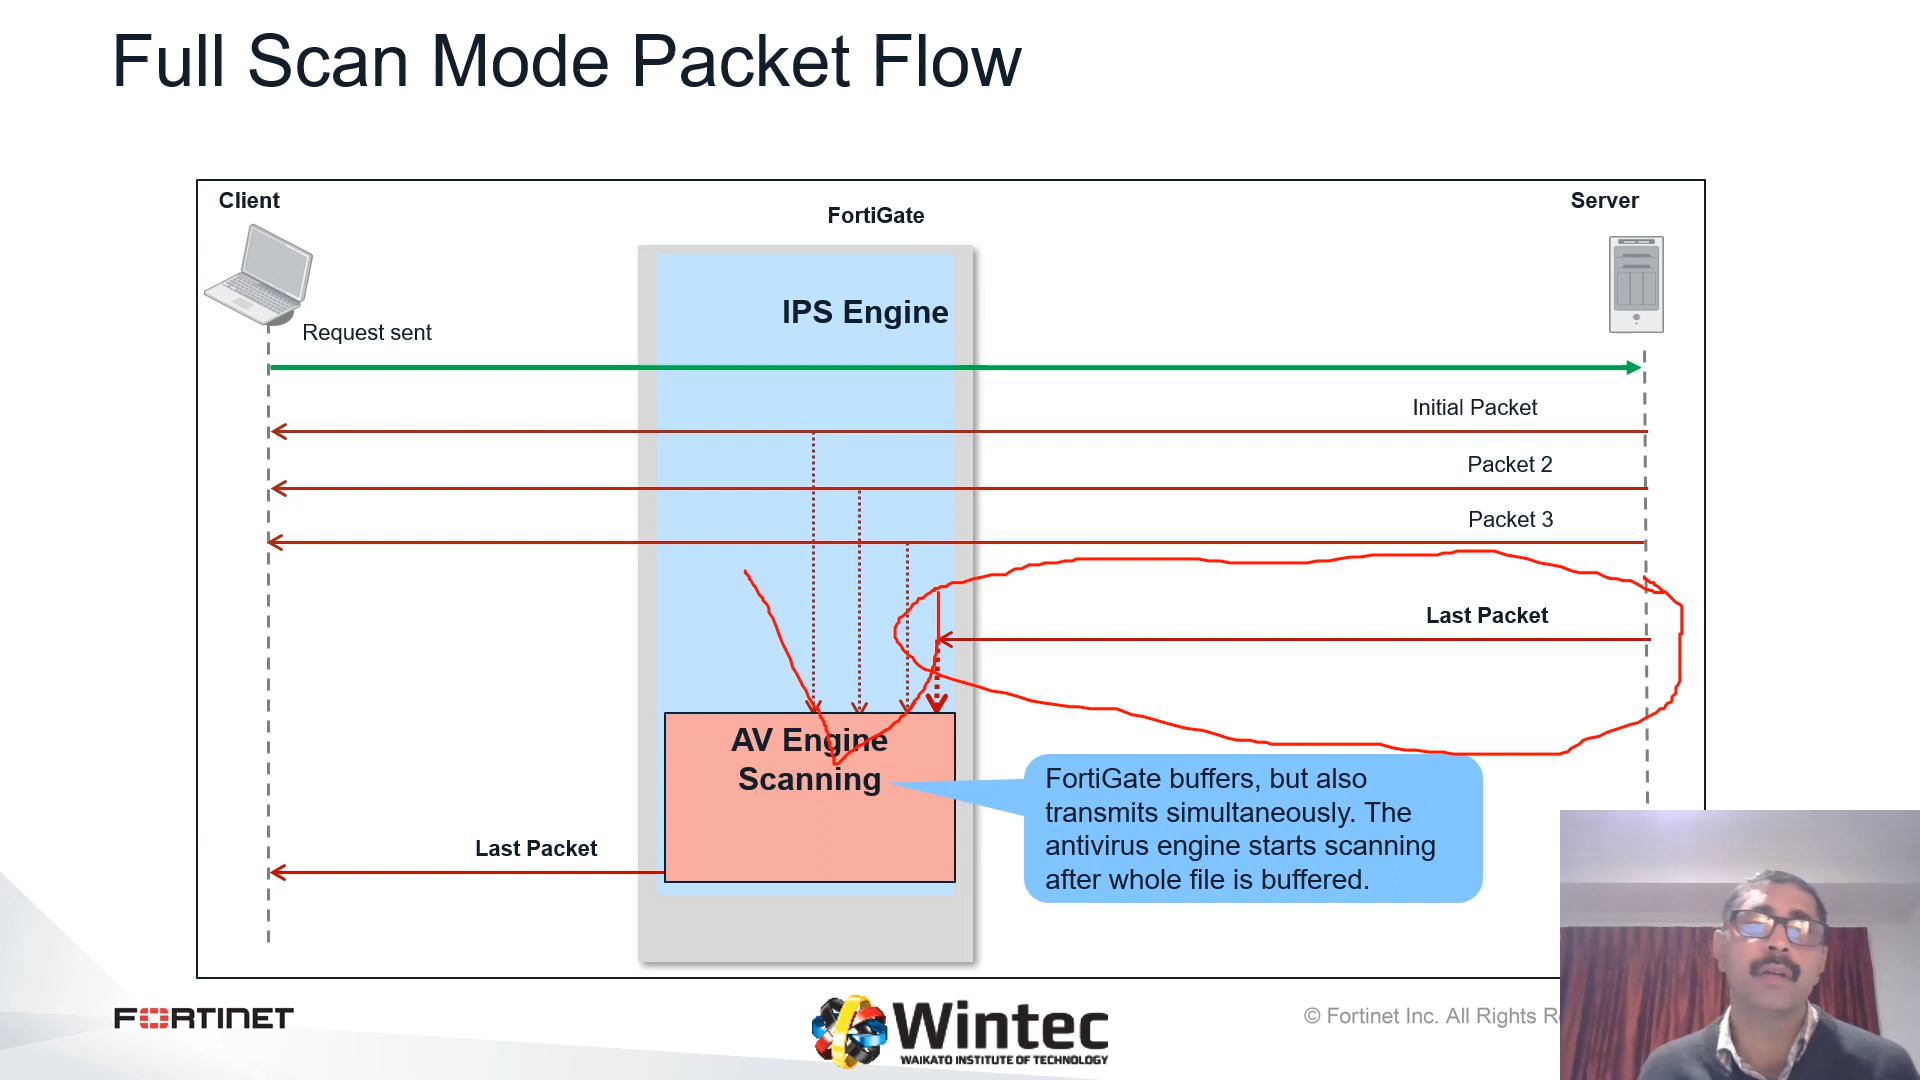 Full Scan Mode Packet Flow
Client
FortiGate
Server
IPS Engine
Request sent
Initial Packet
Packet 2
Packet 3
Last Packet
AV Engine
Scanning
FortiGate buffers, but also
transmits simultaneously. The
antivirus engine starts scanning
after whole file is buffered.
Last Packet
FORTINET
Wintec
WAIKATO INSTITUTE OF TECHNOLOGY
© Fortinet Inc. All Rights